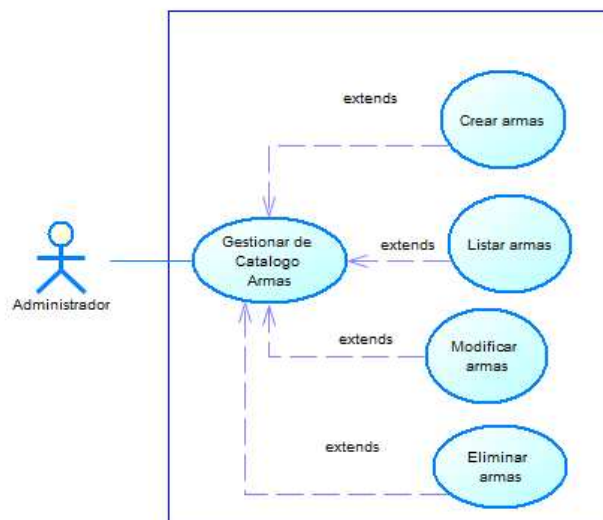 extends
Crear armas
Gestionar de
Catalogo
Armas
extends
Listar armas
Administrador
extends
Modificar
armas
extends
Eliminar
armas